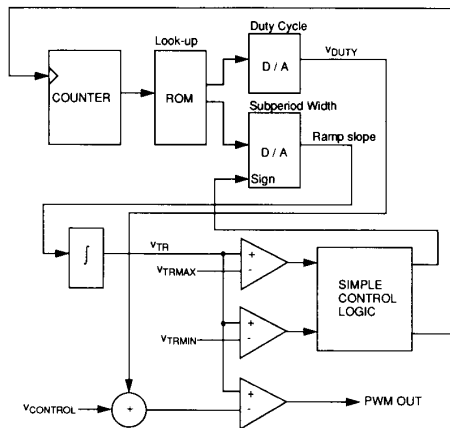 Look-up
Duty Cycle
COUNTER
ROM
D / A
VDUTY
Subperiod Width
D / A
Ramp slope
Sign
∫
VTR
+
-
VTRMAX
SIMPLE
CONTROL
LOGIC
+
-
VTRMIN
+
-
VCONTROL
+
PWM OUT